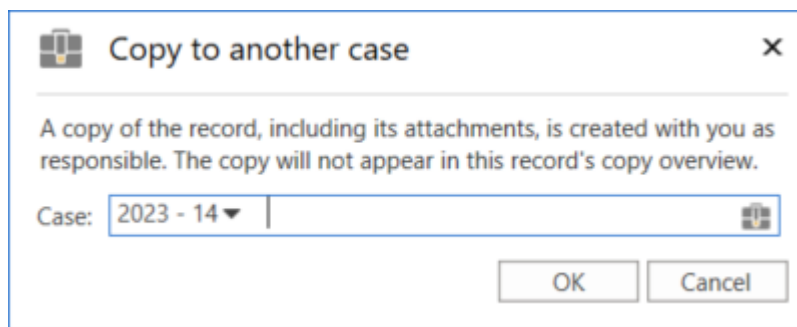 Copy to another case
A copy of the record, including its attachments, is created with you as
responsible. The copy will not appear in this record's copy overview.
Case: 2023 - 14
OK Cancel